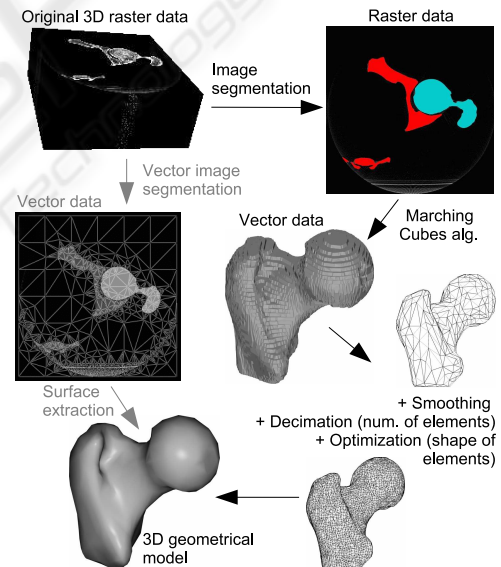 Original 3D raster data
Raster data
Image
segmentation
Vector image
segmentation
Vector data
Vector data
Marching
Cubes alg.
+ Smoothing
+ Decimation (num. of elements)
+ Optimization (shape of
elements)
Surface
extraction
3D geometrical
model